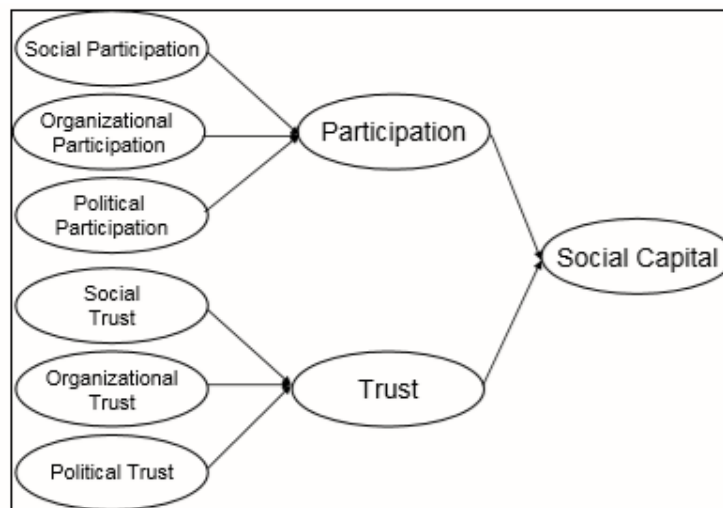 Social Participation
Organizational
Participation
Participation
Political
Participation
Social Capital
Social
Trust
Organizational
Trust
Trust
Political Trust